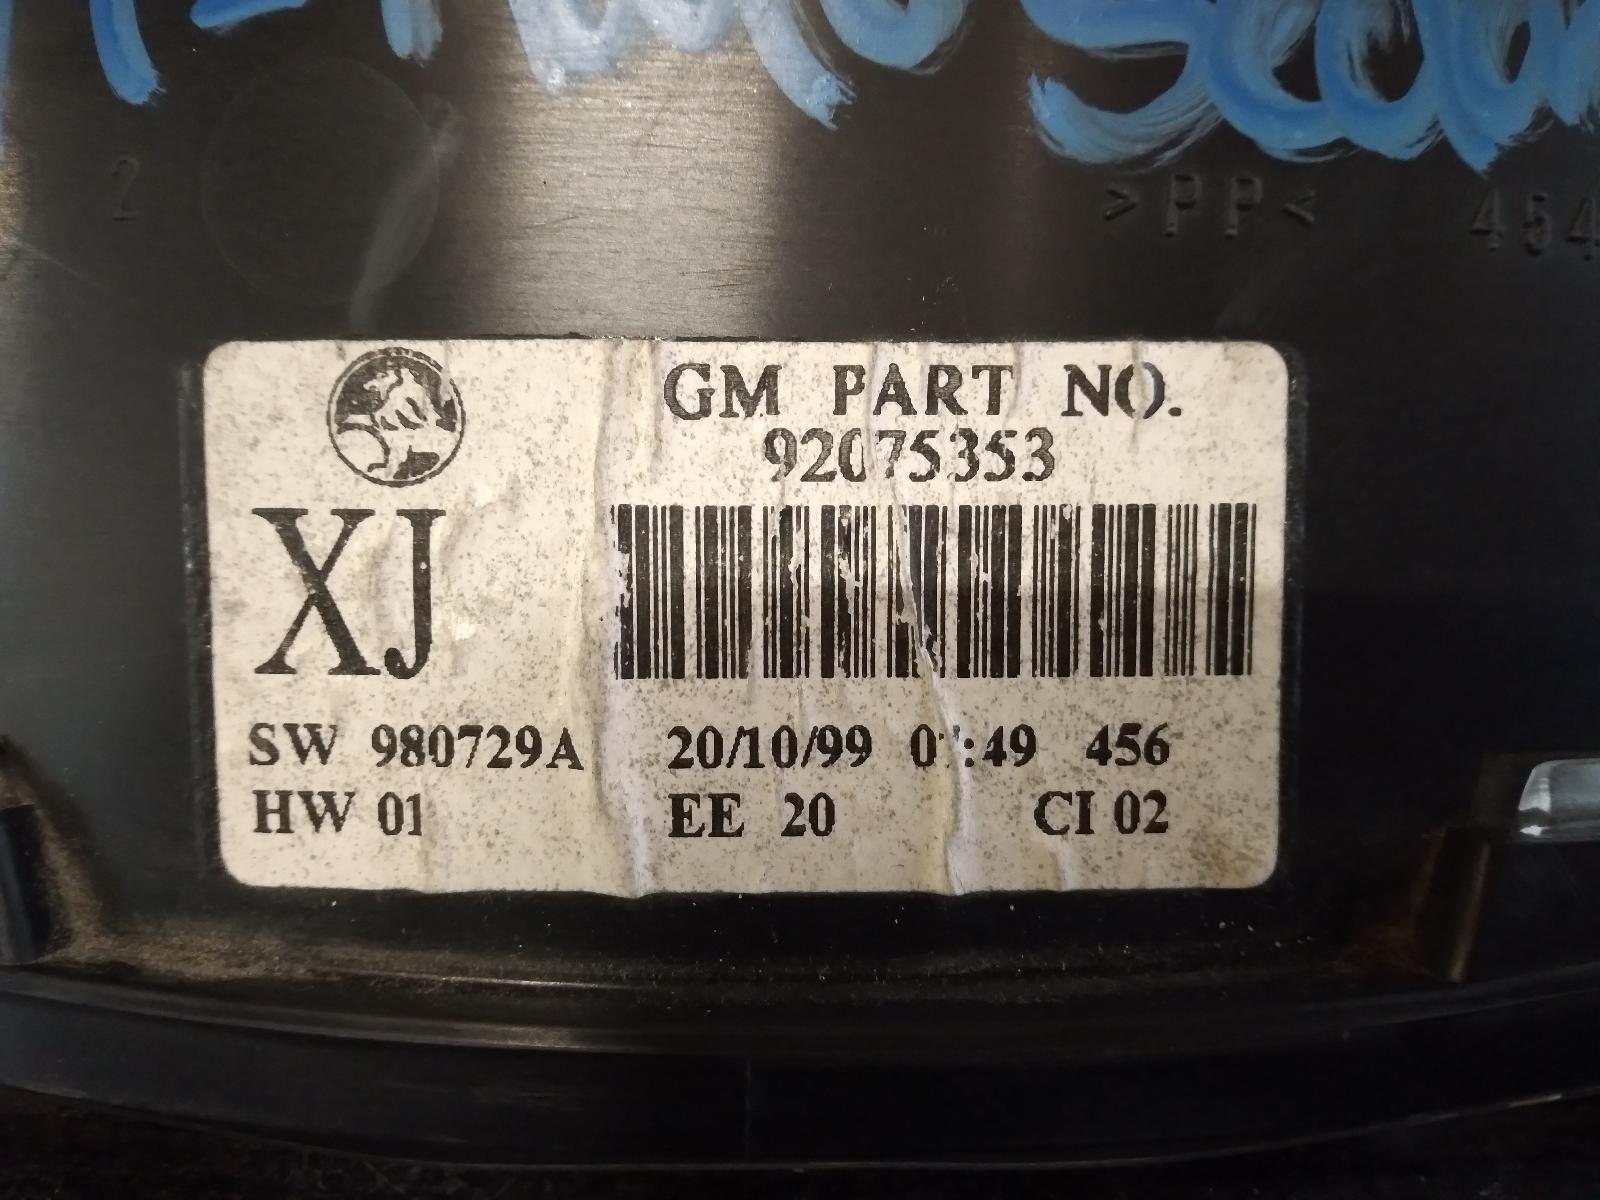 2
>PP<
454
GM PART NO.
92075353
XJ
SW 980729A 20/10/99 456
HW 01 EE 20 CI 02